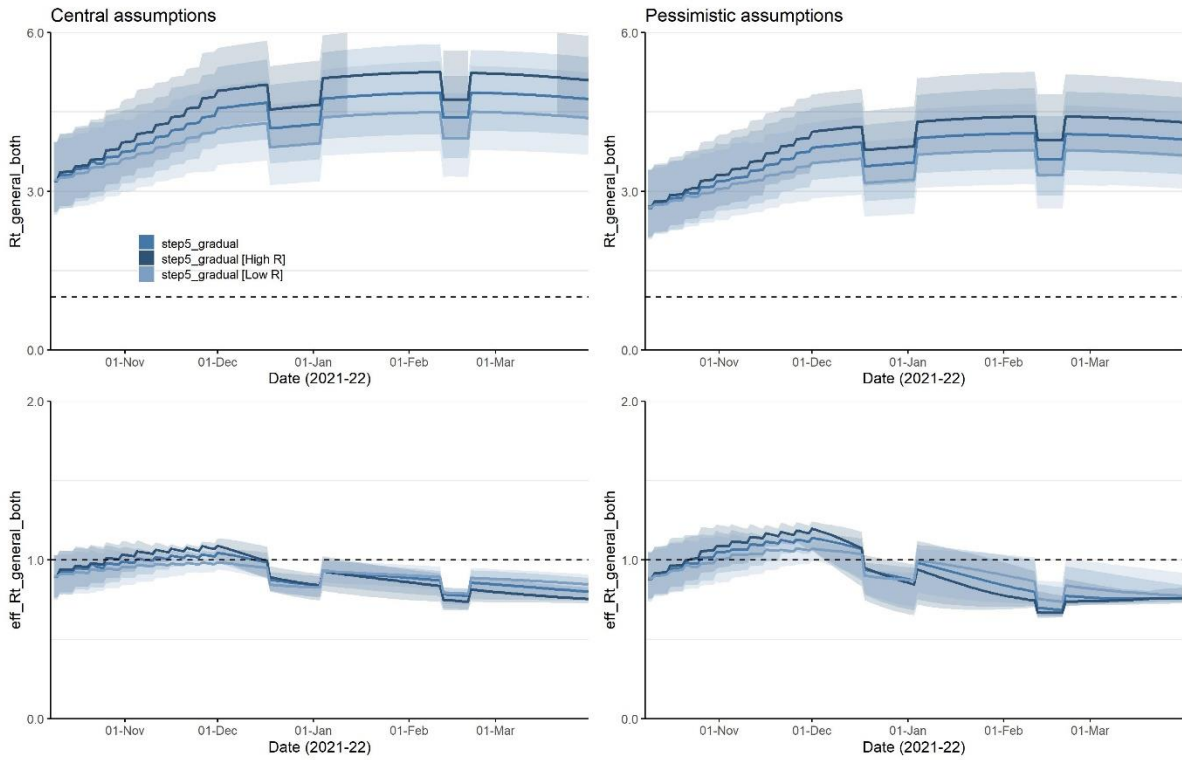 Central assumptions
6.0
3.0
0.0
Rt_general_both
step5_gradual
step5_gradual [High R]
step5_gradual [Low R]
01-Nov 01-Dec 01-Jan 01-Feb 01-Mar
Date (2021-22)
Pessimistic assumptions
6.0
3.0
0.0
Rt_general_both
01-Nov 01-Dec 01-Jan 01-Feb 01-Mar
Date (2021-22)
2.0
1.0
0.0
eff_Rt_general_both
01-Nov 01-Dec 01-Jan 01-Feb 01-Mar
Date (2021-22)
2.0
1.0
0.0
eff_Rt_general_both
01-Nov 01-Dec 01-Jan 01-Feb 01-Mar
Date (2021-22)